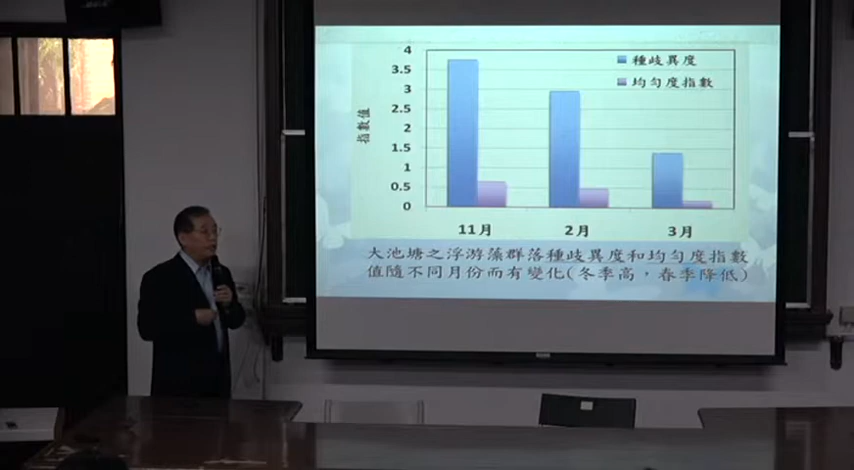 4
3.5
3
2.5
2
1.5
1
0.5
0
指數值
種歧異度
均勻度指數
11月
2月
3月
大池塘之浮游藻群落種歧異度和均勻度指數
值隨不同月份而有變化(冬季高，春季降低)